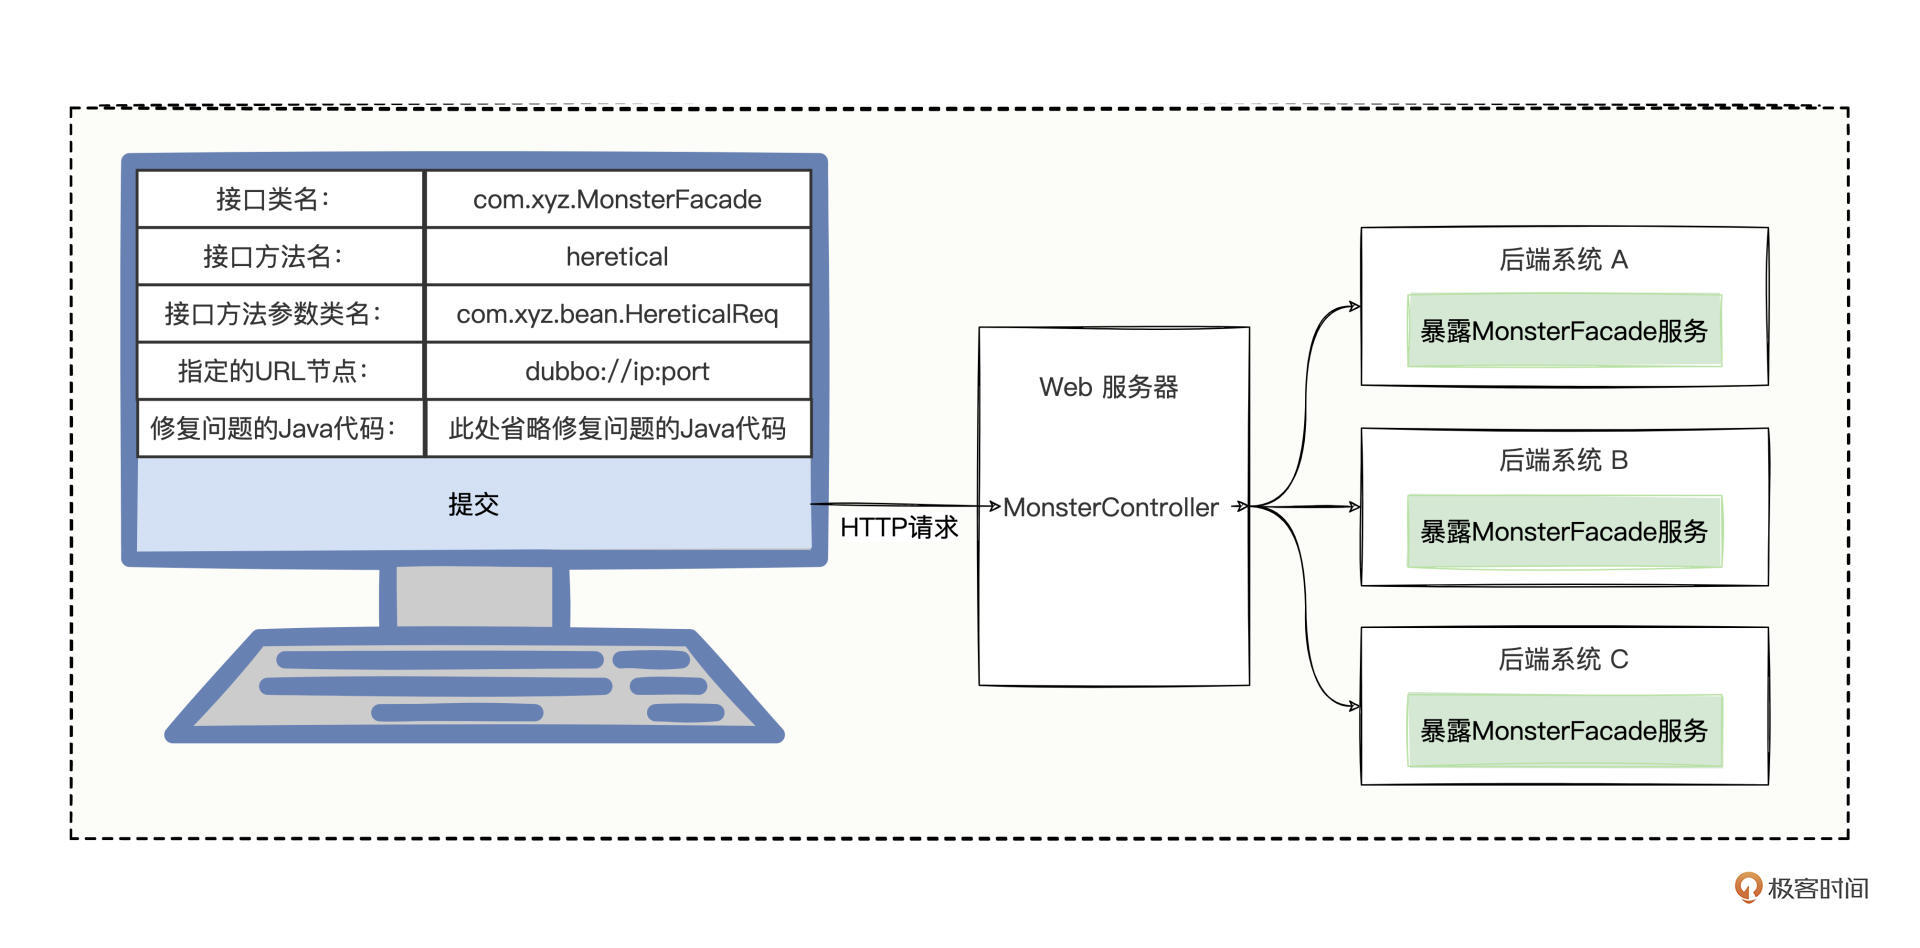 接口类名： com.xyz.MonsterFacade
接口方法名： heretical
接口方法参数类名： com.xyz.bean.HereticalReq
指定的URL节点： dubbo://ip:port
修复问题的Java代码： 此处省略修复问题的Java代码
提交
HTTP请求
Web 服务器
MonsterController
后端系统 A
暴露MonsterFacade服务
后端系统 B
暴露MonsterFacade服务
后端系统 C
暴露MonsterFacade服务
极客时间